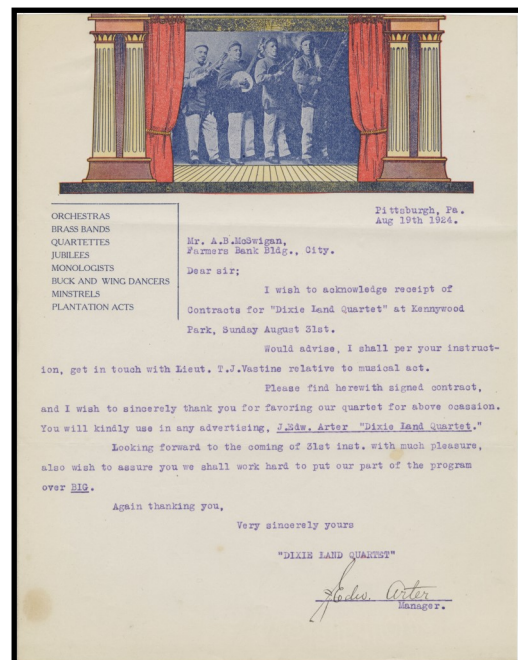 ORCHESTRAS
BRASS BANDS
QUARTETTES
JUBILEES
MONOLOGISTS
BUCK AND WING DANCERS
MINSTRELS
PLANTATION ACTS
Pittsburgh, Pa.
Aug 19th 1924.
Mr. A.B.McSwigan,
Farmers Bank Bldg., City.
Dear sir;
I wish to acknowledge receipt of
Contracts for "Dixie Land Quartet" at Kennywood
Park, Sunday August 31st.
Would advise, I shall per your instruct-
ion, get in touch with Lieut. T.J.Vastine relative to musical act.
Please find herewith signed contract,
and I wish to sincerely thank you for favoring our quartet for above ocassion.
You will kindly use in any advertising, J.Edw. Arter "Dixie Land Quartet."
Looking forward to the coming of 31st inst. with much pleasure,
also wish to assure you we shall work hard to put our part of the program
over BIG.
Again thanking you,
Very sincerely yours
"DIXIE LAND QUARTET"
J Edw. Arter
Manager.